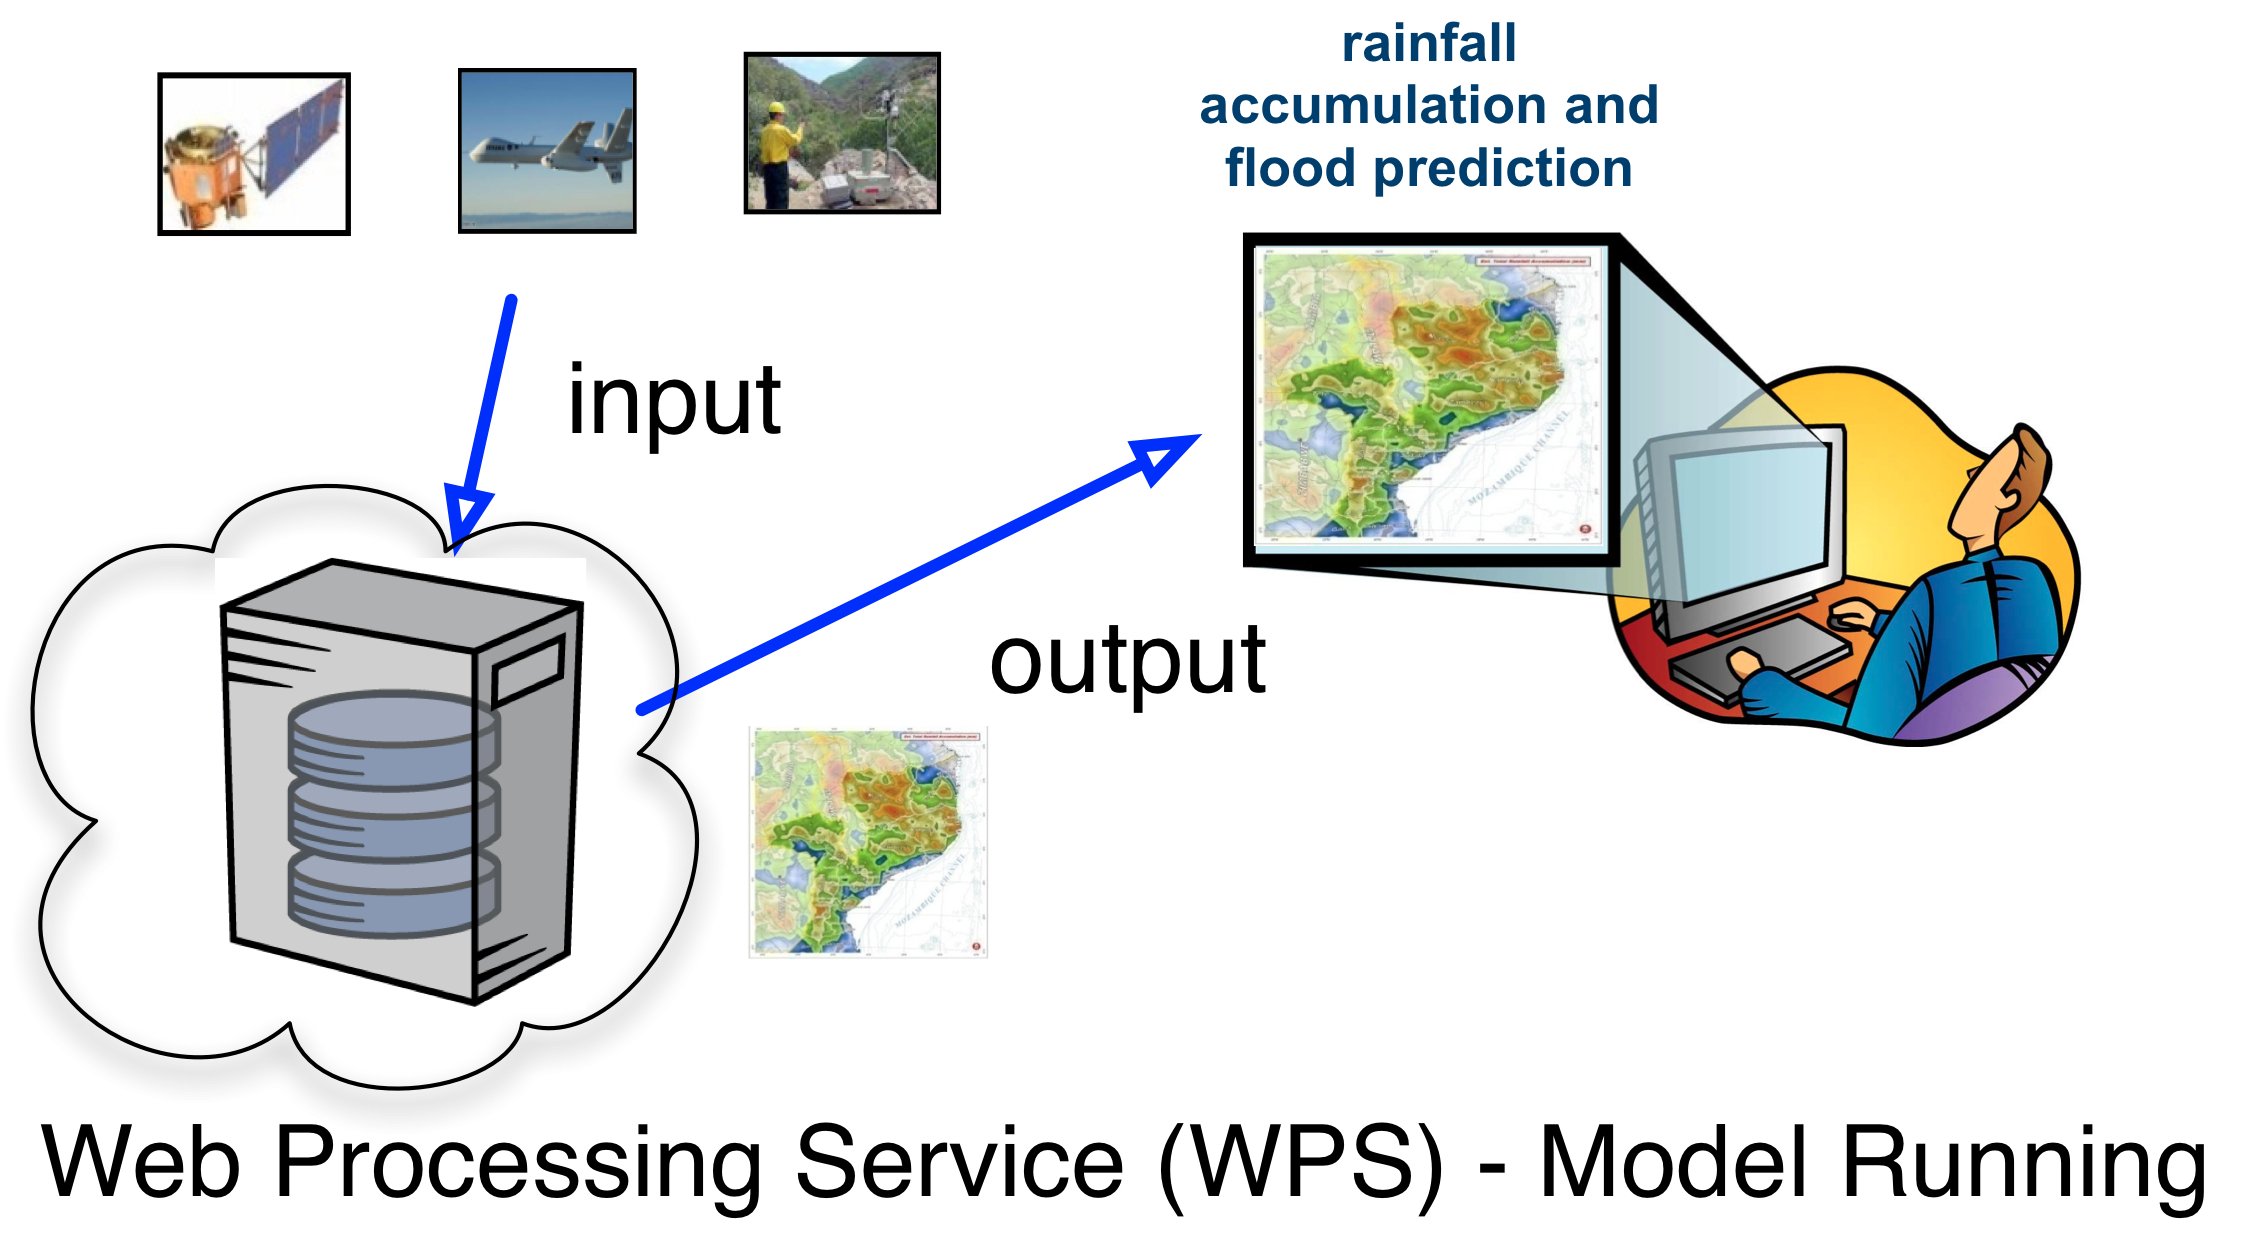 rainfall
accumulation and
flood prediction
input
MOZAMBIQUE CHANNEL
output
MOZAMBIQUE CHANNEL
Web Processing Service (WPS) - Model Running